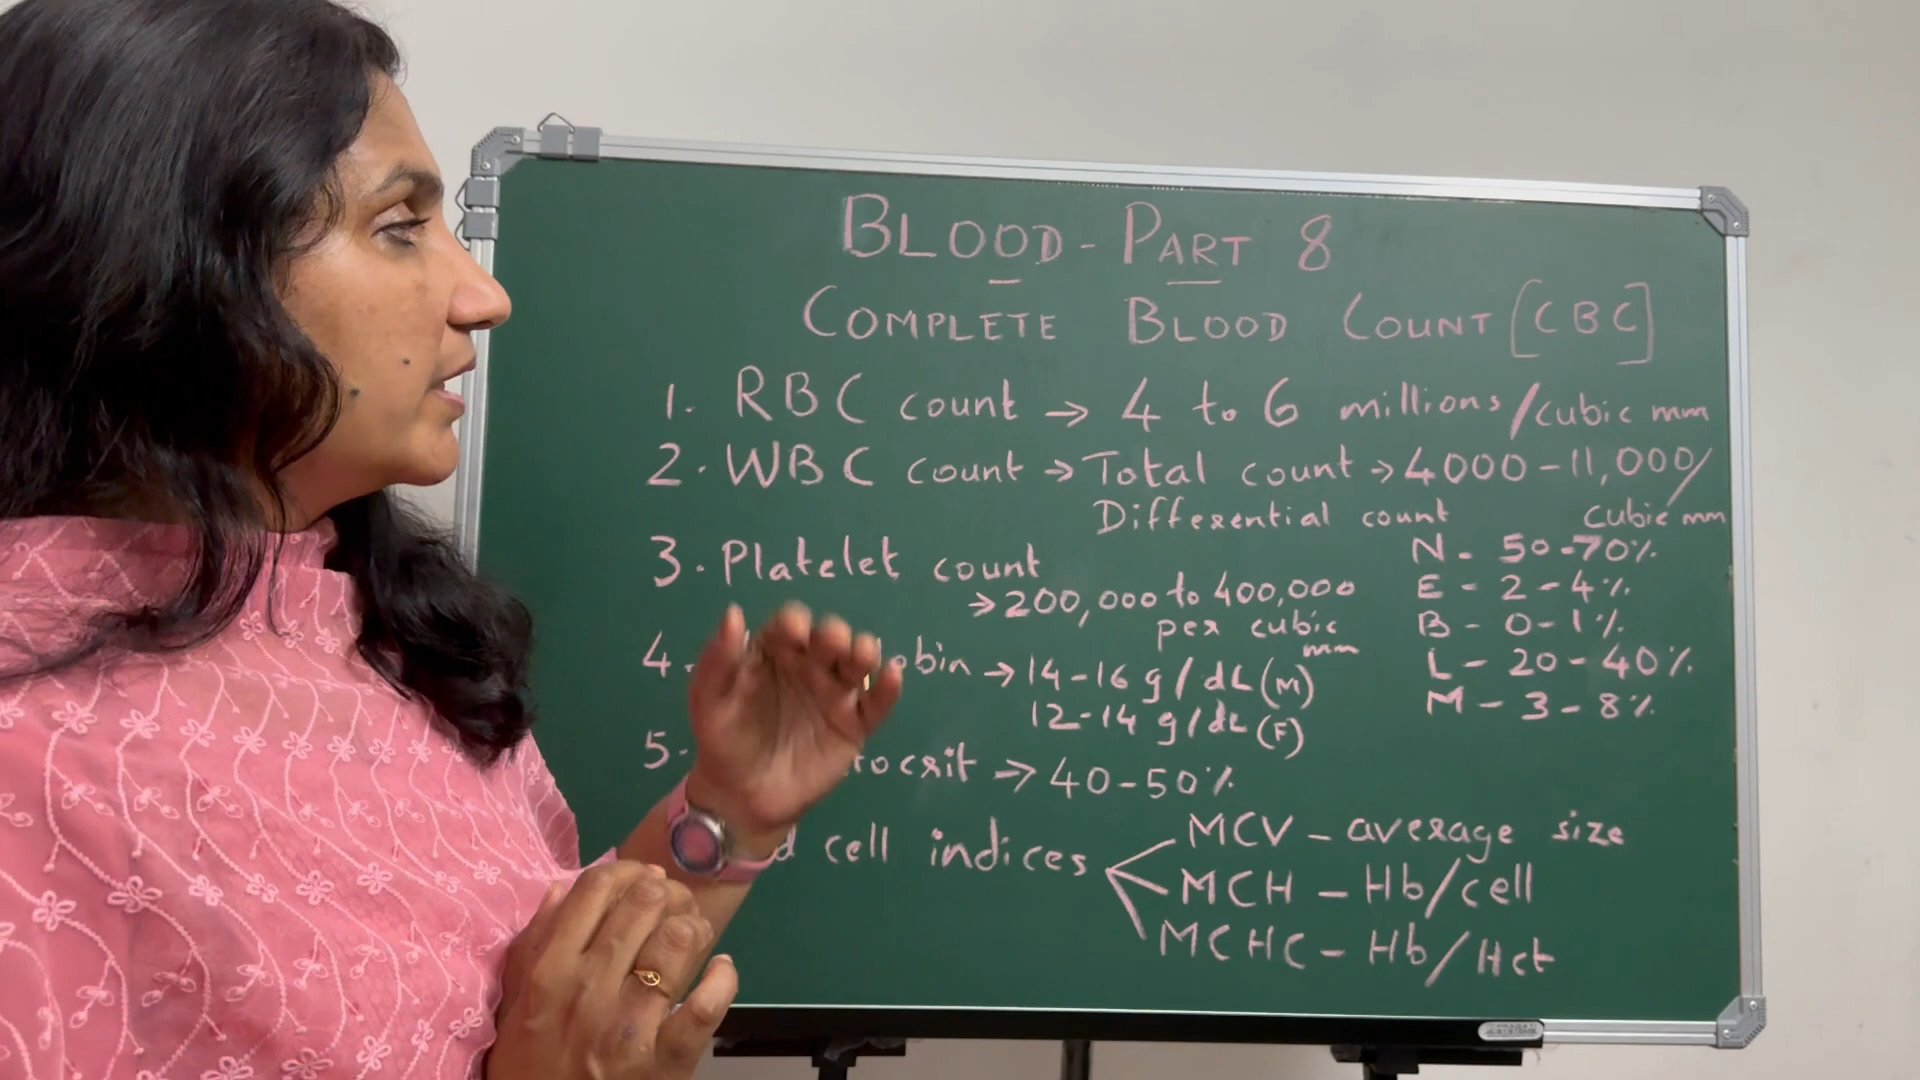 BLOOD - PART 8
COMPLETE BLOOD COUNT [CBC]
1. RBC count → 4 to 6 millions/cubic mm
2. WBC count → Total count → 4000-11,000/
cubic mm
Differential count
N - 50-70%
E - 2-4%
B - 0-1%
L - 20-40%
M - 3-8%
3. Platelet count
→ 200,000 to 400,000
per cubic
mm
4. obin → 14-16 g/dL (M)
12-14 g/dL (F)
5. ocrit → 40-50%
d cell indices
MCV - average size
MCH - Hb/cell
MCHC - Hb/Hct